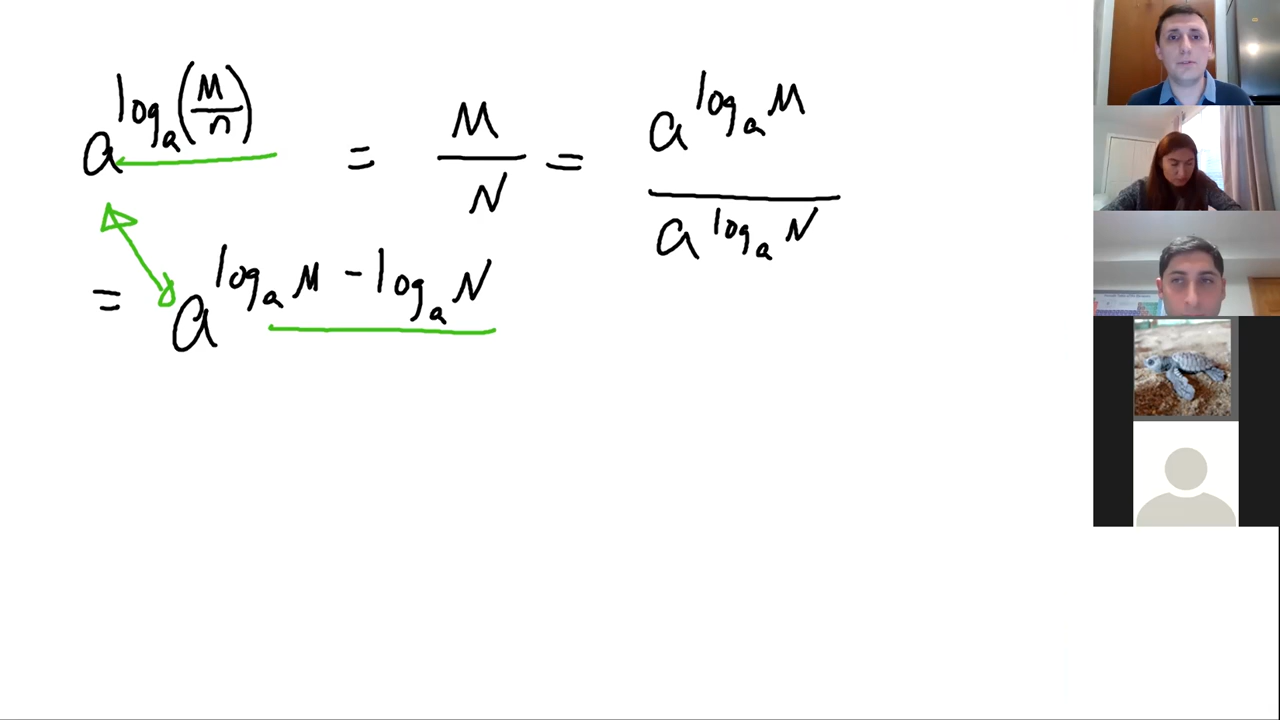 a^{log_a(M/n)} = M/N = a^{log_a M}/a^{log_a N}
= a^{log_a M - log_a N}